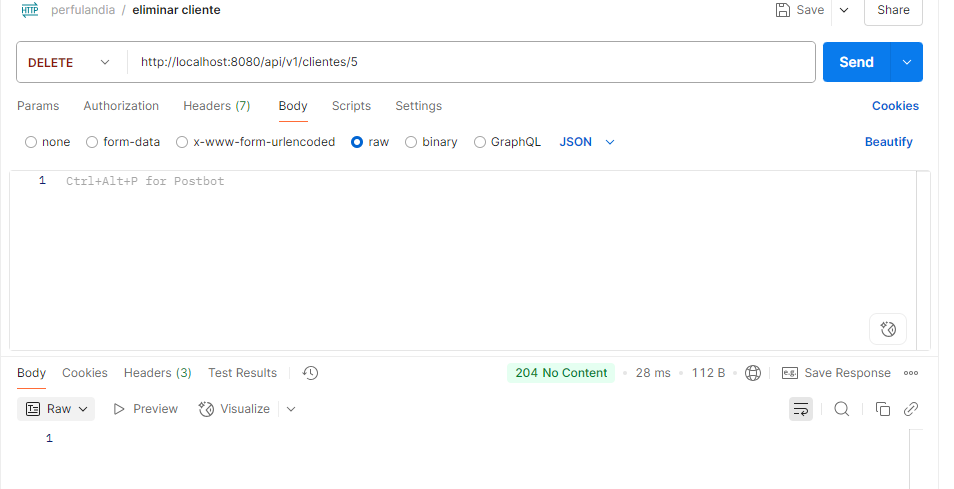 HTTP perfulandia / eliminar cliente Save Share
DELETE http://localhost:8080/api/v1/clientes/5 Send
Params Authorization Headers (7) Body Scripts Settings Cookies
none form-data x-www-form-urlencoded raw binary GraphQL JSON Beautify
1 Ctrl+Alt+P for Postbot
Body Cookies Headers (3) Test Results 204 No Content • 28 ms • 112 B • e.g. Save Response
Raw Preview Visualize
1